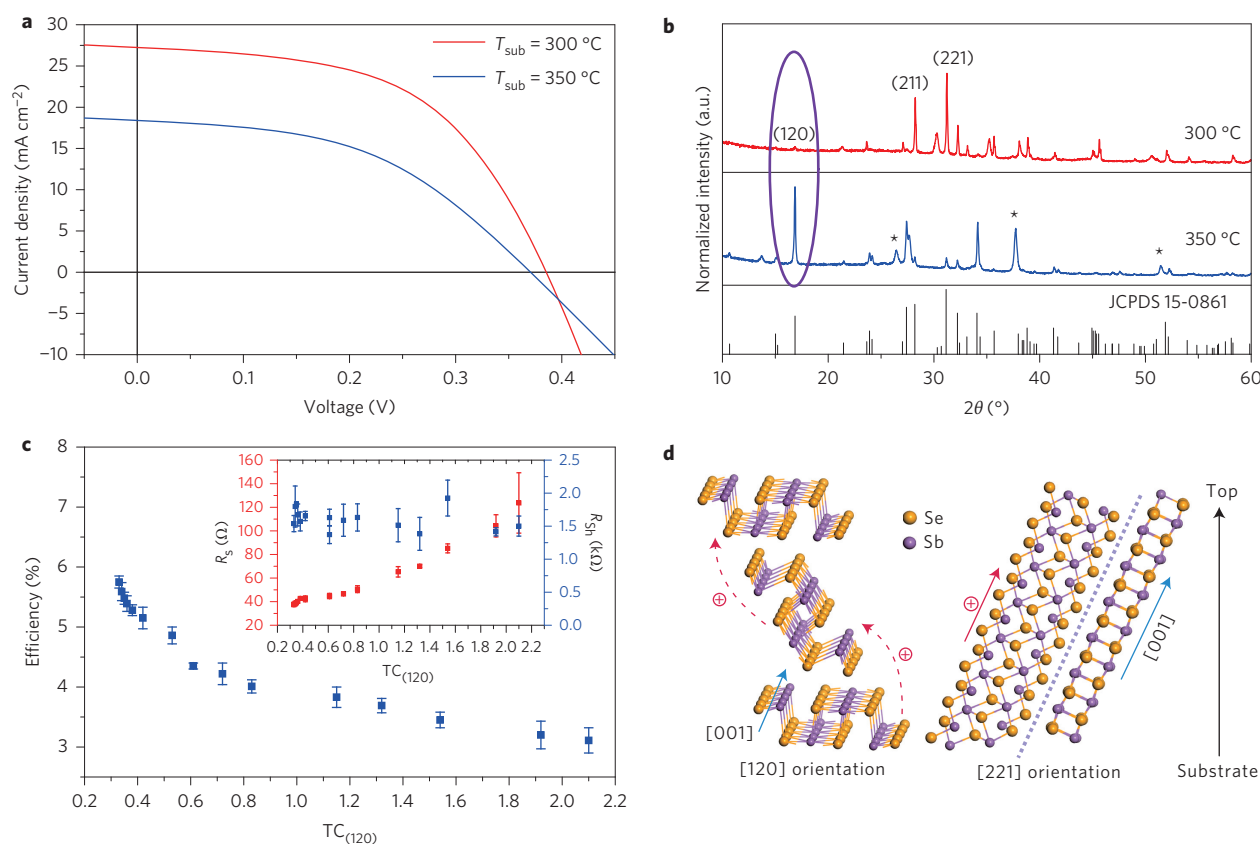 a
30
25
20
15
10
5
0
−5
−10
0.0
0.1
0.2
0.3
0.4
Current density (mA cm⁻²)
Voltage (V)
T_sub = 300 °C
T_sub = 350 °C
b
(120)
(211)
(221)
300 °C
350 °C
*
*
*
JCPDS 15-0861
Normalized intensity (a.u.)
10
20
30
40
50
60
2θ (°)
c
8
7
6
5
4
3
0.2
0.4
0.6
0.8
1.0
1.2
1.4
1.6
1.8
2.0
2.2
Efficiency (%)
TC₍₁₂₀₎
160
140
120
100
80
60
40
20
R_s (Ω)
2.5
2.0
1.5
1.0
0.5
0.0
R_Sh (kΩ)
0.2 0.4 0.6 0.8 1.0 1.2 1.4 1.6 1.8 2.0 2.2
TC₍₁₂₀₎
d
Se
Sb
Top
Substrate
⊕
⊕
⊕
[001]
[001]
[120] orientation
[221] orientation